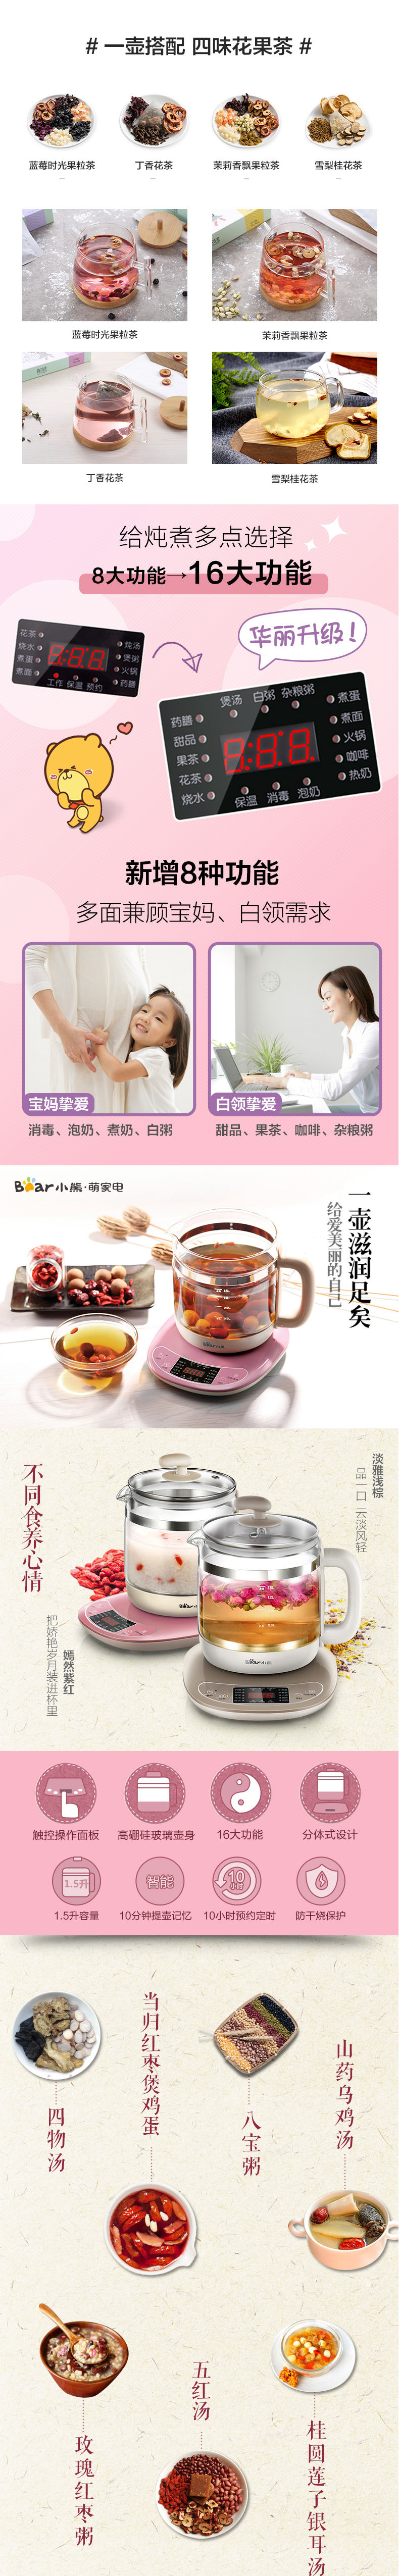 # 一壶搭配 四味花果茶 #
蓝莓时光果粒茶
丁香花茶
茉莉香飘果粒茶
雪梨桂花茶
蓝莓时光果粒茶
茉莉香飘果粒茶
丁香花茶
雪梨桂花茶
给炖煮多点选择
8大功能→16大功能
花茶
烧水
煮蛋
煮面
炖汤
煲粥
火锅
药膳
工作 保温 预约
华丽升级!
煲汤 白粥 杂粮粥
药膳
甜品
果茶
花茶
烧水
煮蛋
煮面
火锅
咖啡
热奶
保温 消毒 泡奶
新增8种功能
多面兼顾宝妈、白领需求
宝妈挚爱
白领挚爱
消毒、泡奶、煮奶、白粥
甜品、果茶、咖啡、杂粮粥
Bear小熊·萌家电
一壶滋润足矣
给爱美丽的自己
不同食养心情
淡雅浅棕
品一口 云淡风轻
嫣然紫红
把娇艳岁月装进杯里
Bear小熊
触控操作面板
高硼硅玻璃壶身
16大功能
分体式设计
1.5升
智能
10
小时
1.5升容量
10分钟提壶记忆
10小时预约定时
防干烧保护
四物汤
当归红枣煲鸡蛋
八宝粥
山药乌鸡汤
玫瑰红枣粥
五红汤
桂圆莲子银耳汤